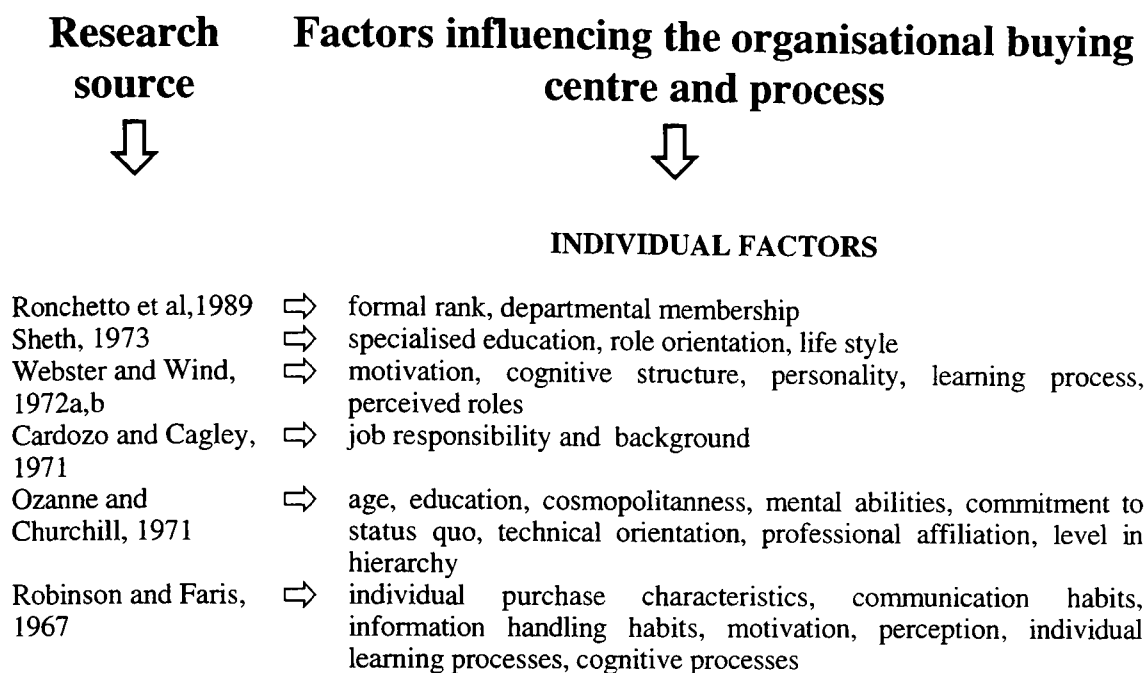 Research Factors influencing the organisational buying
source centre and process
INDIVIDUAL FACTORS
Ronchetto et al,1989 formal rank, departmental membership
Sheth, 1973 specialised education, role orientation, life style
Webster and Wind, motivation, cognitive structure, personality, learning process,
1972a,b perceived roles
Cardozo and Cagley, job responsibility and background
1971
Ozanne and age, education, cosmopolitanness, mental abilities, commitment to
Churchill, 1971 status quo, technical orientation, professional affiliation, level in
hierarchy
Robinson and Faris, individual purchase characteristics, communication habits,
1967 information handling habits, motivation, perception, individual
learning processes, cognitive processes